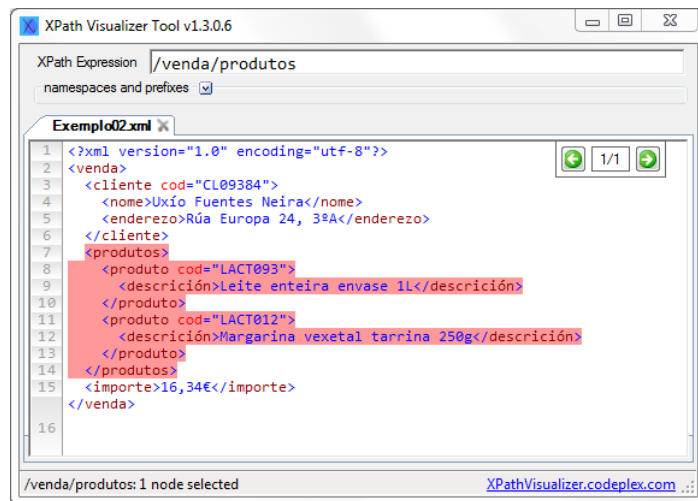 XPath Visualizer Tool v1.3.0.6
XPath Expression /venda/produtos
namespaces and prefixes
Exemplo02.xml
1/1
1 <?xml version="1.0" encoding="utf-8"?>
2 <venda>
3 <cliente cod="CL09384">
4 <nome>Uxío Fuentes Neira</nome>
5 <enderezo>Rúa Europa 24, 3ªA</enderezo>
6 </cliente>
7 <produtos>
8 <produto cod="LACT093">
9 <descrición>Leite enteira envase 1L</descrición>
10 </produto>
11 <produto cod="LACT012">
12 <descrición>Margarina vexetal tarrina 250g</descrición>
13 </produto>
14 </produtos>
15 <importe>16,34€</importe>
</venda>
16
/venda/produtos: 1 node selected XPathVisualizer.codeplex.com